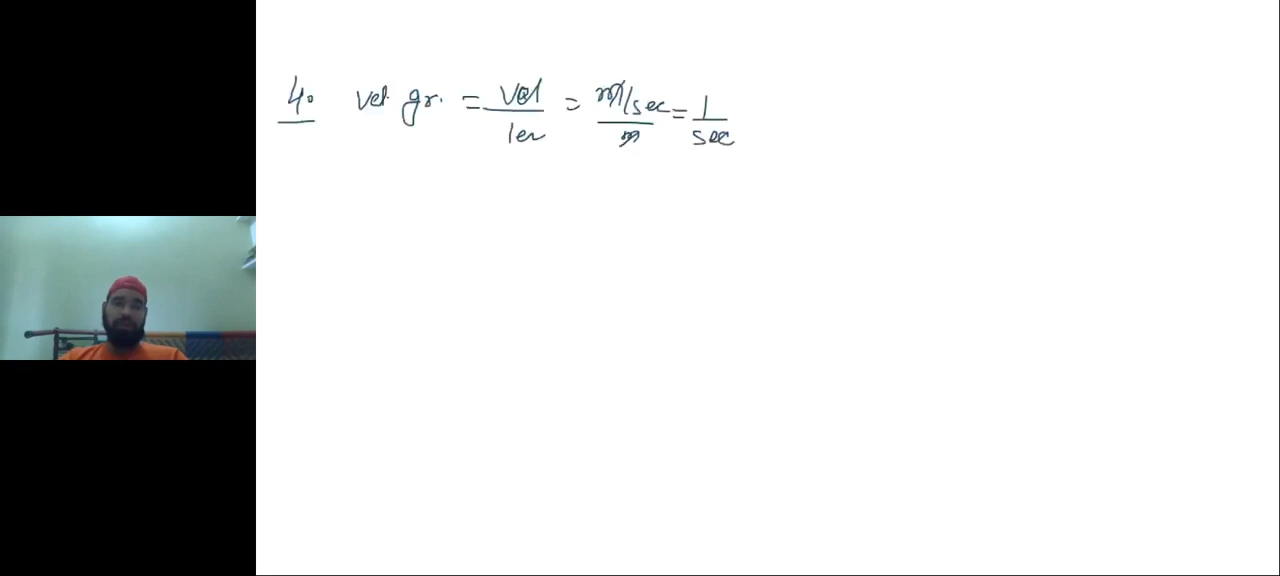 4. vel. gr. = vel/len = m/sec/m = 1/sec